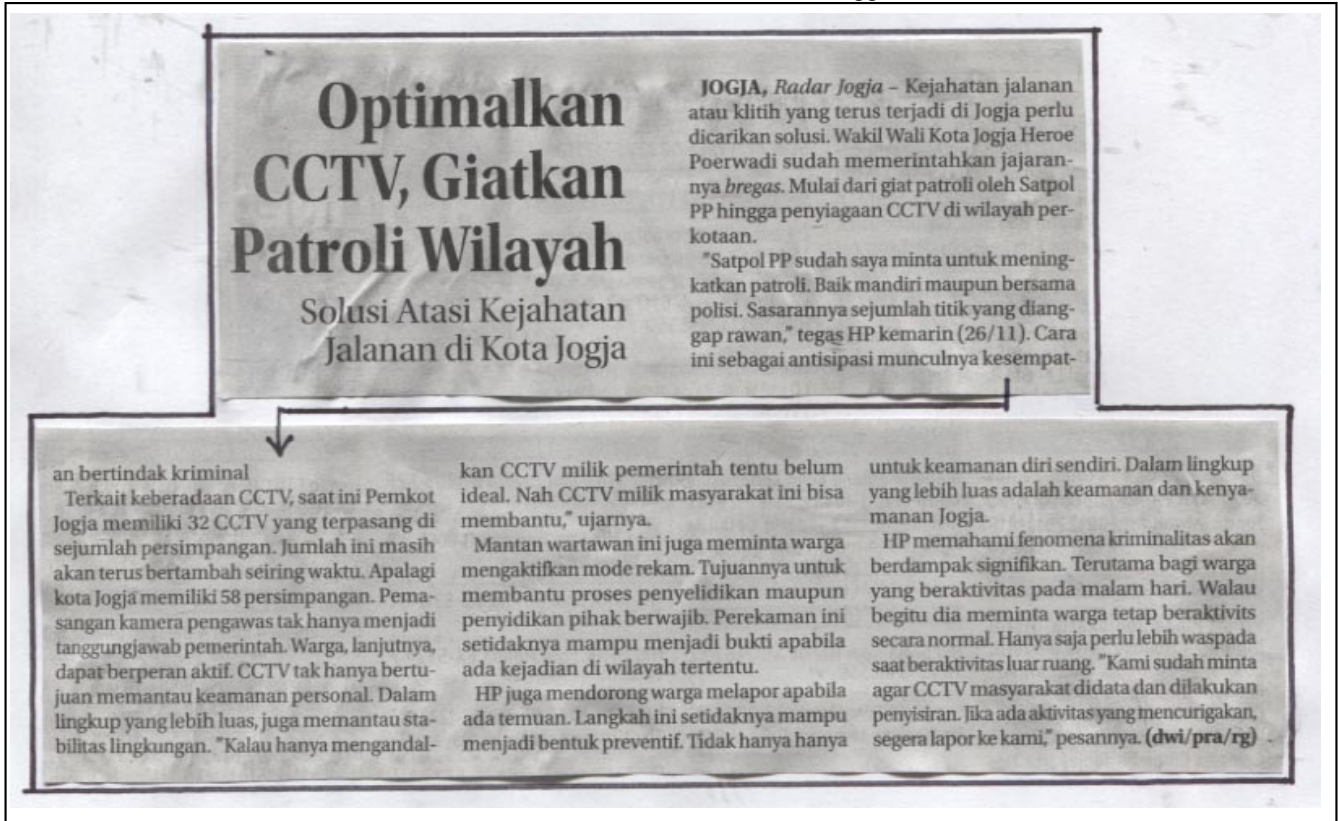 Optimalkan
CCTV, Giatkan
Patroli Wilayah
Solusi Atasi Kejahatan
Jalanan di Kota Jogja
JOGJA, Radar Jogja – Kejahatan jalanan
atau klitih yang terus terjadi di Jogja perlu
dicarikan solusi. Wakil Wali Kota Jogja Heroe
Poerwadi sudah memerintahkan jajaran-
nya bregas. Mulai dari giat patroli oleh Satpol
PP hingga penyiagaan CCTV di wilayah per-
kotaan.
"Satpol PP sudah saya minta untuk mening-
katkan patroli. Baik mandiri maupun bersama
polisi. Sasarannya sejumlah titik yang diang-
gap rawan," tegas HP kemarin (26/11). Cara
ini sebagai antisipasi munculnya kesempat-
an bertindak kriminal
Terkait keberadaan CCTV, saat ini Pemkot
Jogja memiliki 32 CCTV yang terpasang di
sejumlah persimpangan. Jumlah ini masih
akan terus bertambah seiring waktu. Apalagi
kota Jogja memiliki 58 persimpangan. Pema-
sangan kamera pengawas tak hanya menjadi
tanggungjawab pemerintah. Warga, lanjutnya,
dapat berperan aktif. CCTV tak hanya bertu-
juan memantau keamanan personal. Dalam
lingkup yang lebih luas, juga memantau sta-
bilitas lingkungan. "Kalau hanya mengandal-
kan CCTV milik pemerintah tentu belum
ideal. Nah CCTV milik masyarakat ini bisa
membantu," ujarnya.
Mantan wartawan ini juga meminta warga
mengaktifkan mode rekam. Tujuannya untuk
membantu proses penyelidikan maupun
penyidikan pihak berwajib. Perekaman ini
setidaknya mampu menjadi bukti apabila
ada kejadian di wilayah tertentu.
HP juga mendorong warga melapor apabila
ada temuan. Langkah ini setidaknya mampu
menjadi bentuk preventif. Tidak hanya hanya
untuk keamanan diri sendiri. Dalam lingkup
yang lebih luas adalah keamanan dan kenya-
manan Jogja.
HP memahami fenomena kriminalitas akan
berdampak signifikan. Terutama bagi warga
yang beraktivitas pada malam hari. Walau
begitu dia meminta warga tetap beraktivits
secara normal. Hanya saja perlu lebih waspada
saat beraktivitas luar ruang. "Kami sudah minta
agar CCTV masyarakat didata dan dilakukan
penyisiran. Jika ada aktivitas yang mencurigakan,
segera lapor ke kami," pesannya. (dwi/pra/rg)